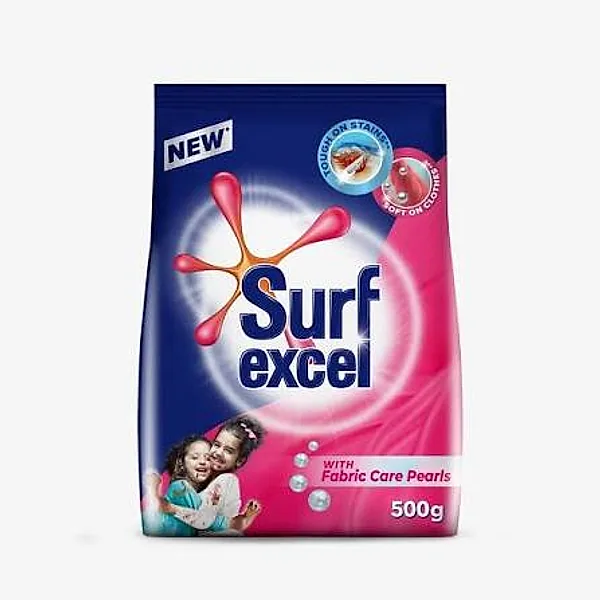 NEW*
TOUGH ON STAINS*
SOFT ON CLOTHES**
Surf
excel
WITH
Fabric Care Pearls
500g